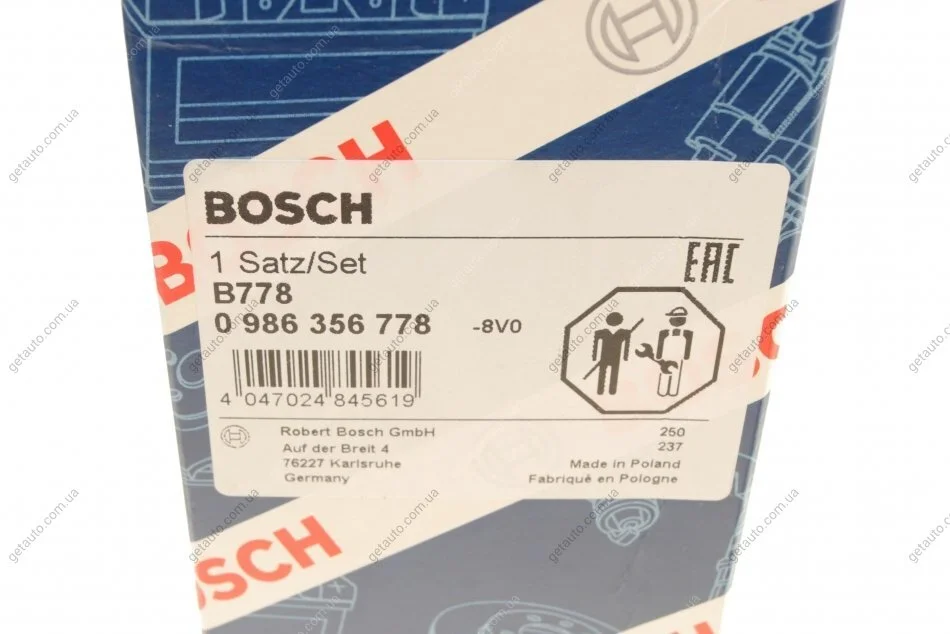 BOSCH
BOSCH
1 Satz/Set
EAC
B778
0 986 356 778 -8V0
4 047024 845619
Robert Bosch GmbH
Auf der Breit 4
76227 Karlsruhe
Germany
250
237
Made in Poland
Fabriqué en Pologne
BOSCH
BOSCH
getauto.com.ua